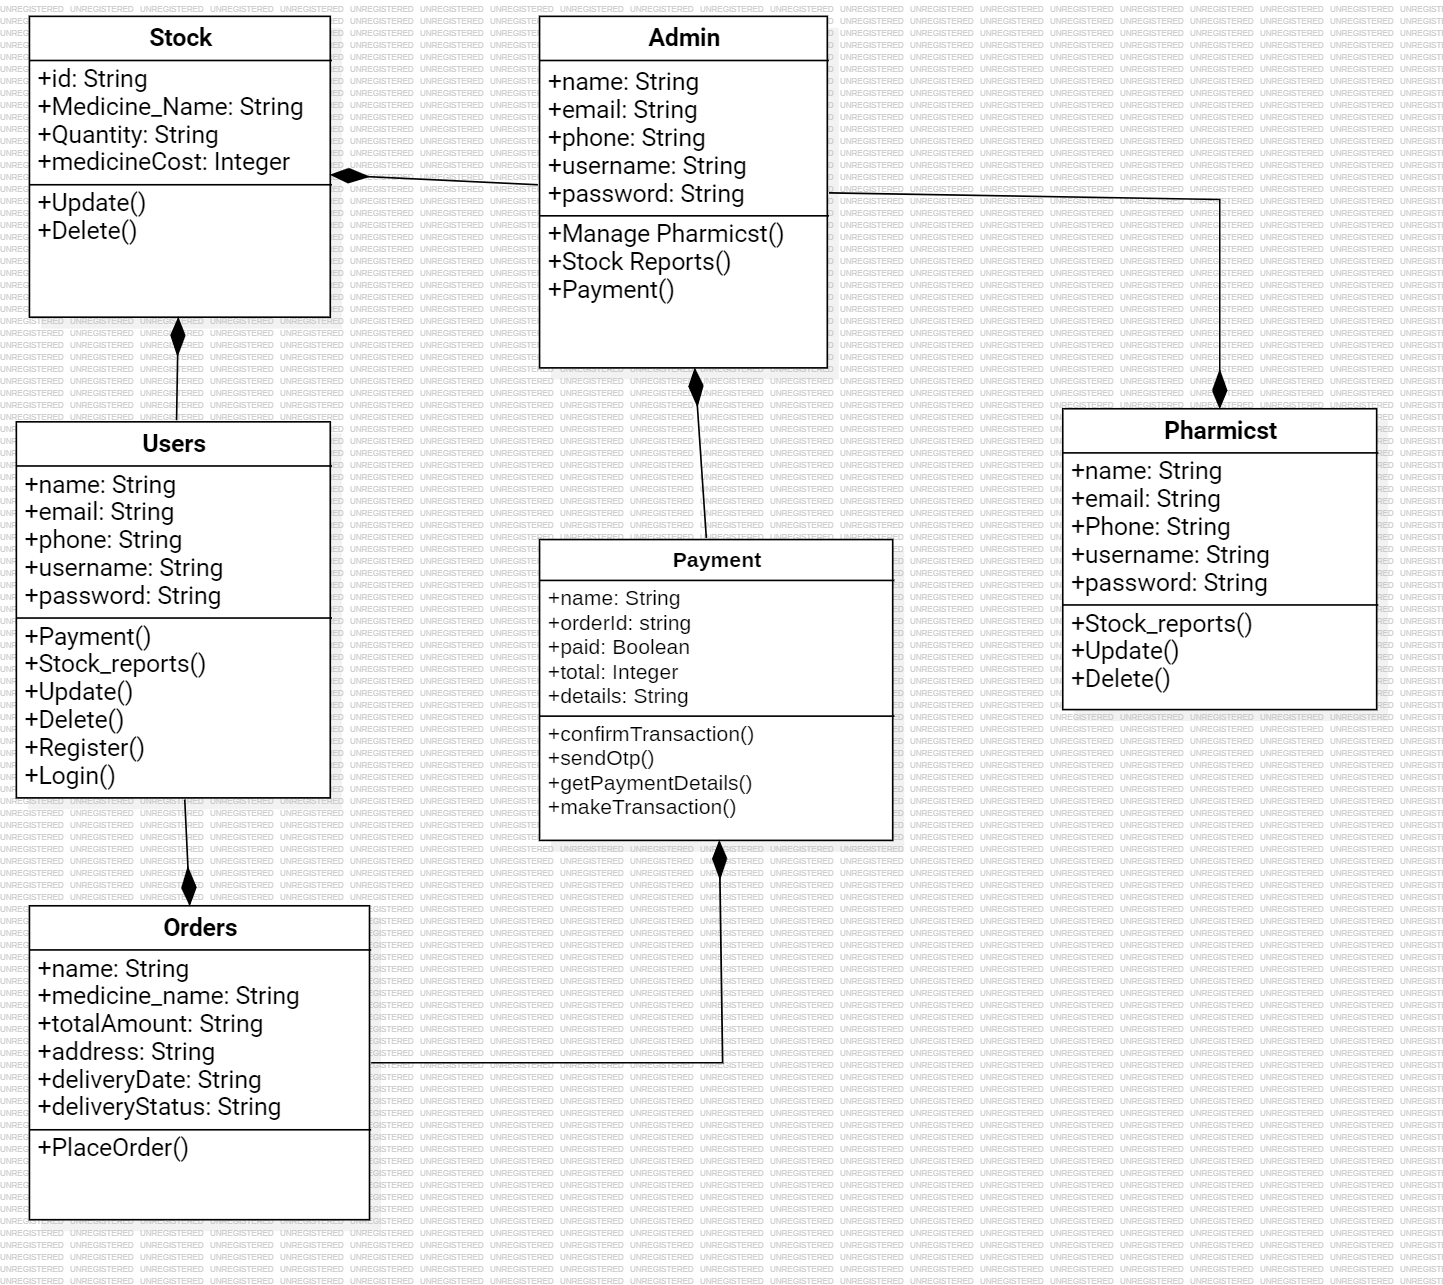 Stock
+id: String
+Medicine_Name: String
+Quantity: String
+medicineCost: Integer
+Update()
+Delete()
Admin
+name: String
+email: String
+phone: String
+username: String
+password: String
+Manage Pharmicst()
+Stock Reports()
+Payment()
Users
+name: String
+email: String
+phone: String
+username: String
+password: String
+Payment()
+Stock_reports()
+Update()
+Delete()
+Register()
+Login()
Payment
+name: String
+orderId: string
+paid: Boolean
+total: Integer
+details: String
+confirmTransaction()
+sendOtp()
+getPaymentDetails()
+makeTransaction()
Pharmicst
+name: String
+email: String
+Phone: String
+username: String
+password: String
+Stock_reports()
+Update()
+Delete()
Orders
+name: String
+medicine_name: String
+totalAmount: String
+address: String
+deliveryDate: String
+deliveryStatus: String
+PlaceOrder()
UNREGISTERED